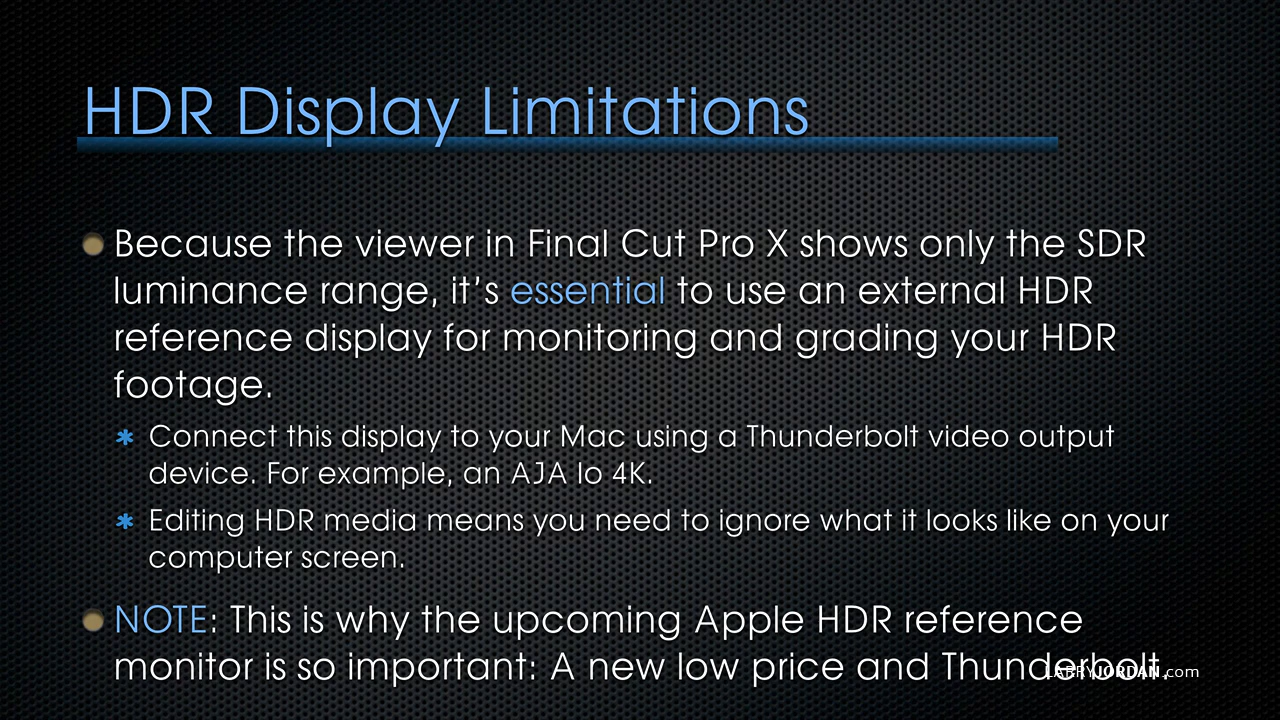 HDR Display Limitations
Because the viewer in Final Cut Pro X shows only the SDR
luminance range, it’s essential to use an external HDR
reference display for monitoring and grading your HDR
footage.
Connect this display to your Mac using a Thunderbolt video output
device. For example, an AJA Io 4K.
Editing HDR media means you need to ignore what it looks like on your
computer screen.
NOTE: This is why the upcoming Apple HDR reference
monitor is so important: A new low price and Thunderbolt.
LARRYJORDAN.com